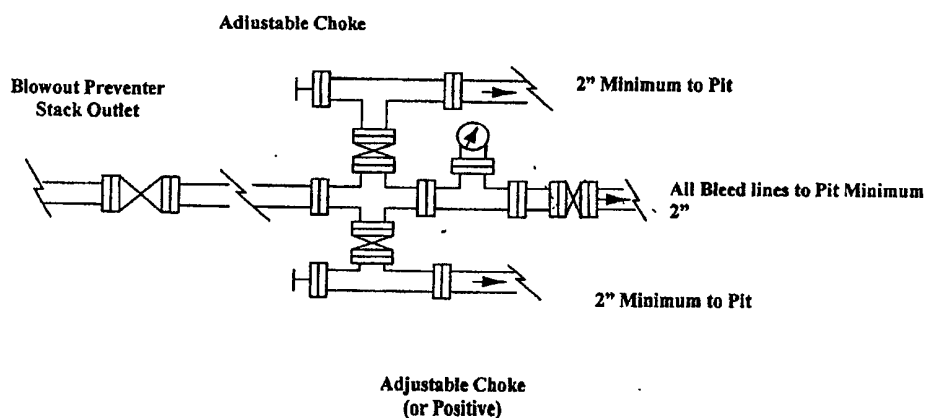 Adjustable Choke
Blowout Preventer
Stack Outlet
2" Minimum to Pit
All Bleed lines to Pit Minimum
2"
2" Minimum to Pit
Adjustable Choke
(or Positive)